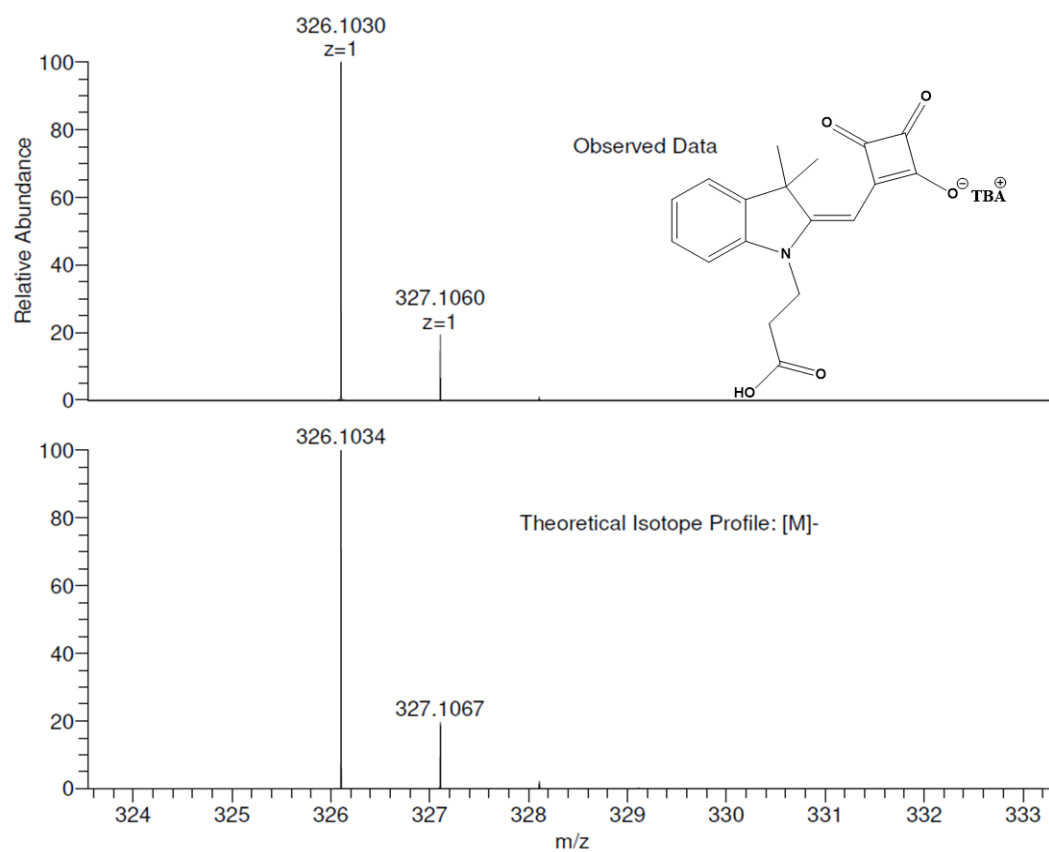 326.1030
z=1
327.1060
z=1
Observed Data
Relative Abundance
100
80
60
40
20
0
O
O
O
⊖
TBA
⊕
N
O
HO
326.1034
327.1067
Theoretical Isotope Profile: [M]-
100
80
60
40
20
0
324
325
326
327
328
329
330
331
332
333
m/z